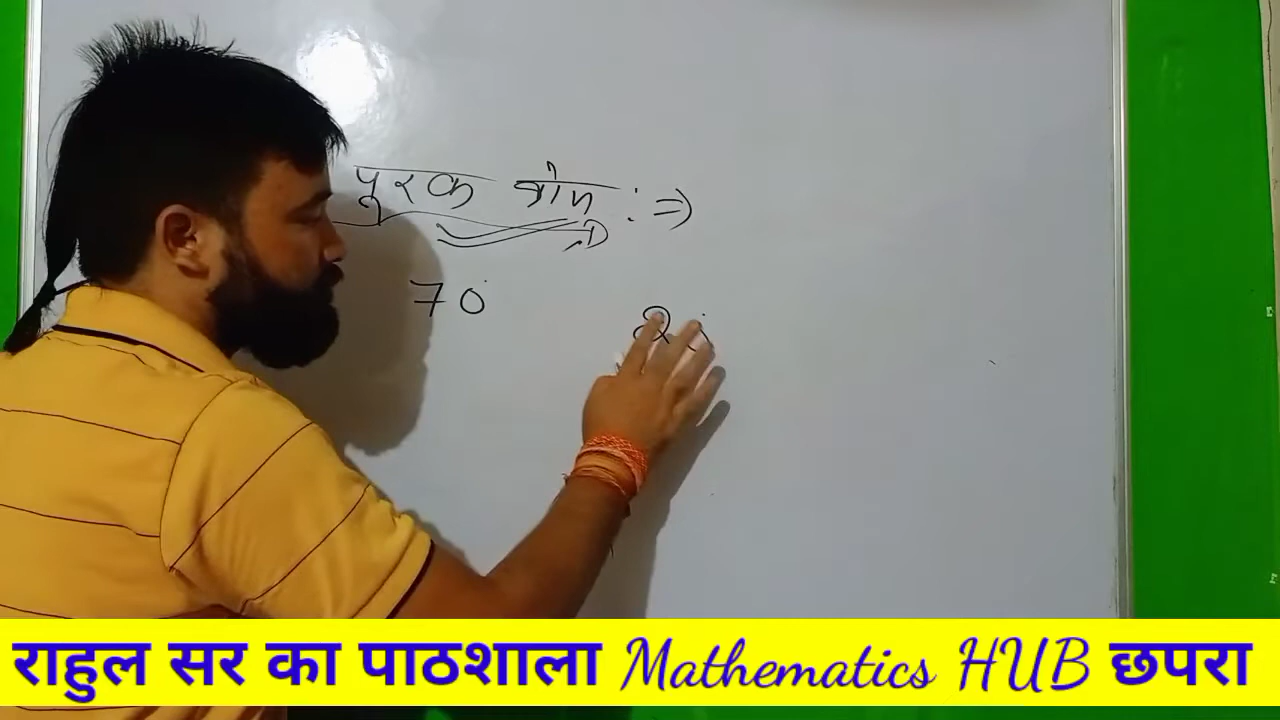 पूरक कोण :⇒
70°
राहुल सर का पाठशाला Mathematics HUB छपरा